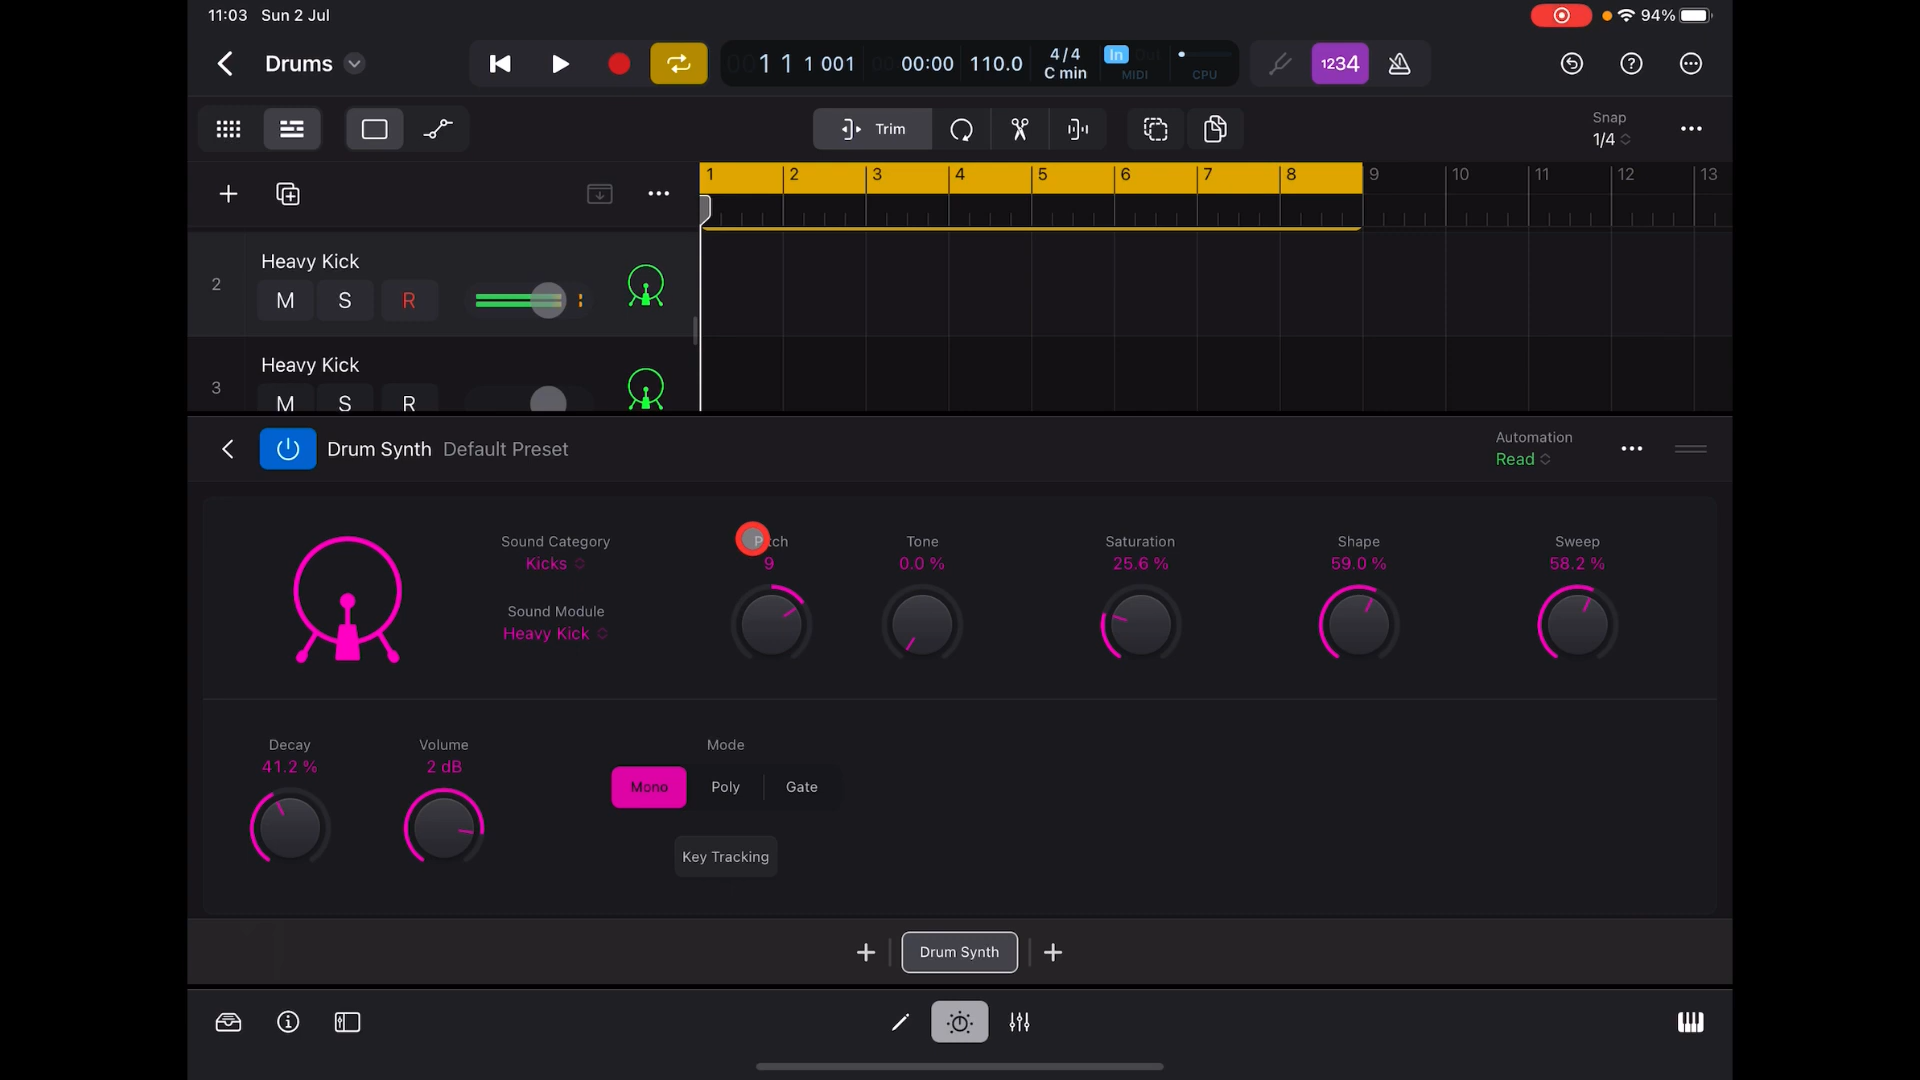 11:03 Sun 2 Jul
94%
Drums
1 1 1 001 00:00 110.0 4/4 C min In Out MIDI CPU
1234
Trim
Snap
1/4
1 2 3 4 5 6 7 8 9 10 11 12 13
2
Heavy Kick
M S R
3
Heavy Kick
M S R
Drum Synth Default Preset
Automation
Read
Sound Category
Kicks
Sound Module
Heavy Kick
Pitch
9
Tone
0.0 %
Saturation
25.6 %
Shape
59.0 %
Sweep
58.2 %
Decay
41.2 %
Volume
2 dB
Mode
Mono Poly Gate
Key Tracking
Drum Synth